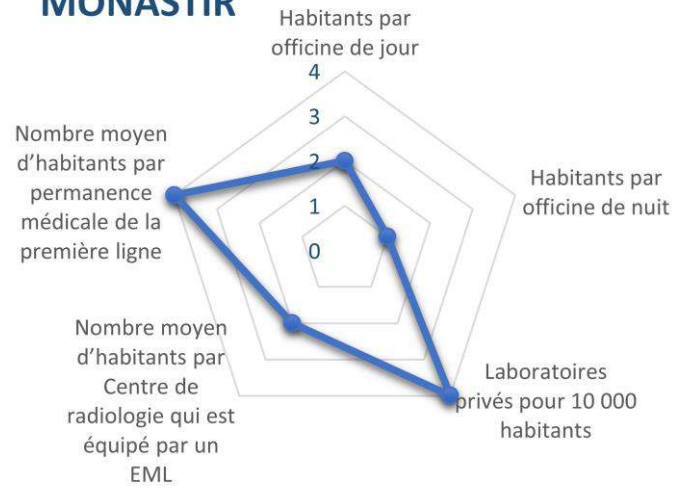 MONASTIR
Habitants par
officine de jour
4
3
2
1
0
Habitants par
officine de nuit
Laboratoires
privés pour 10 000
habitants
Nombre moyen
d'habitants par
Centre de
radiologie qui est
équipé par un
EML
Nombre moyen
d'habitants par
permanence
médicale de la
première ligne